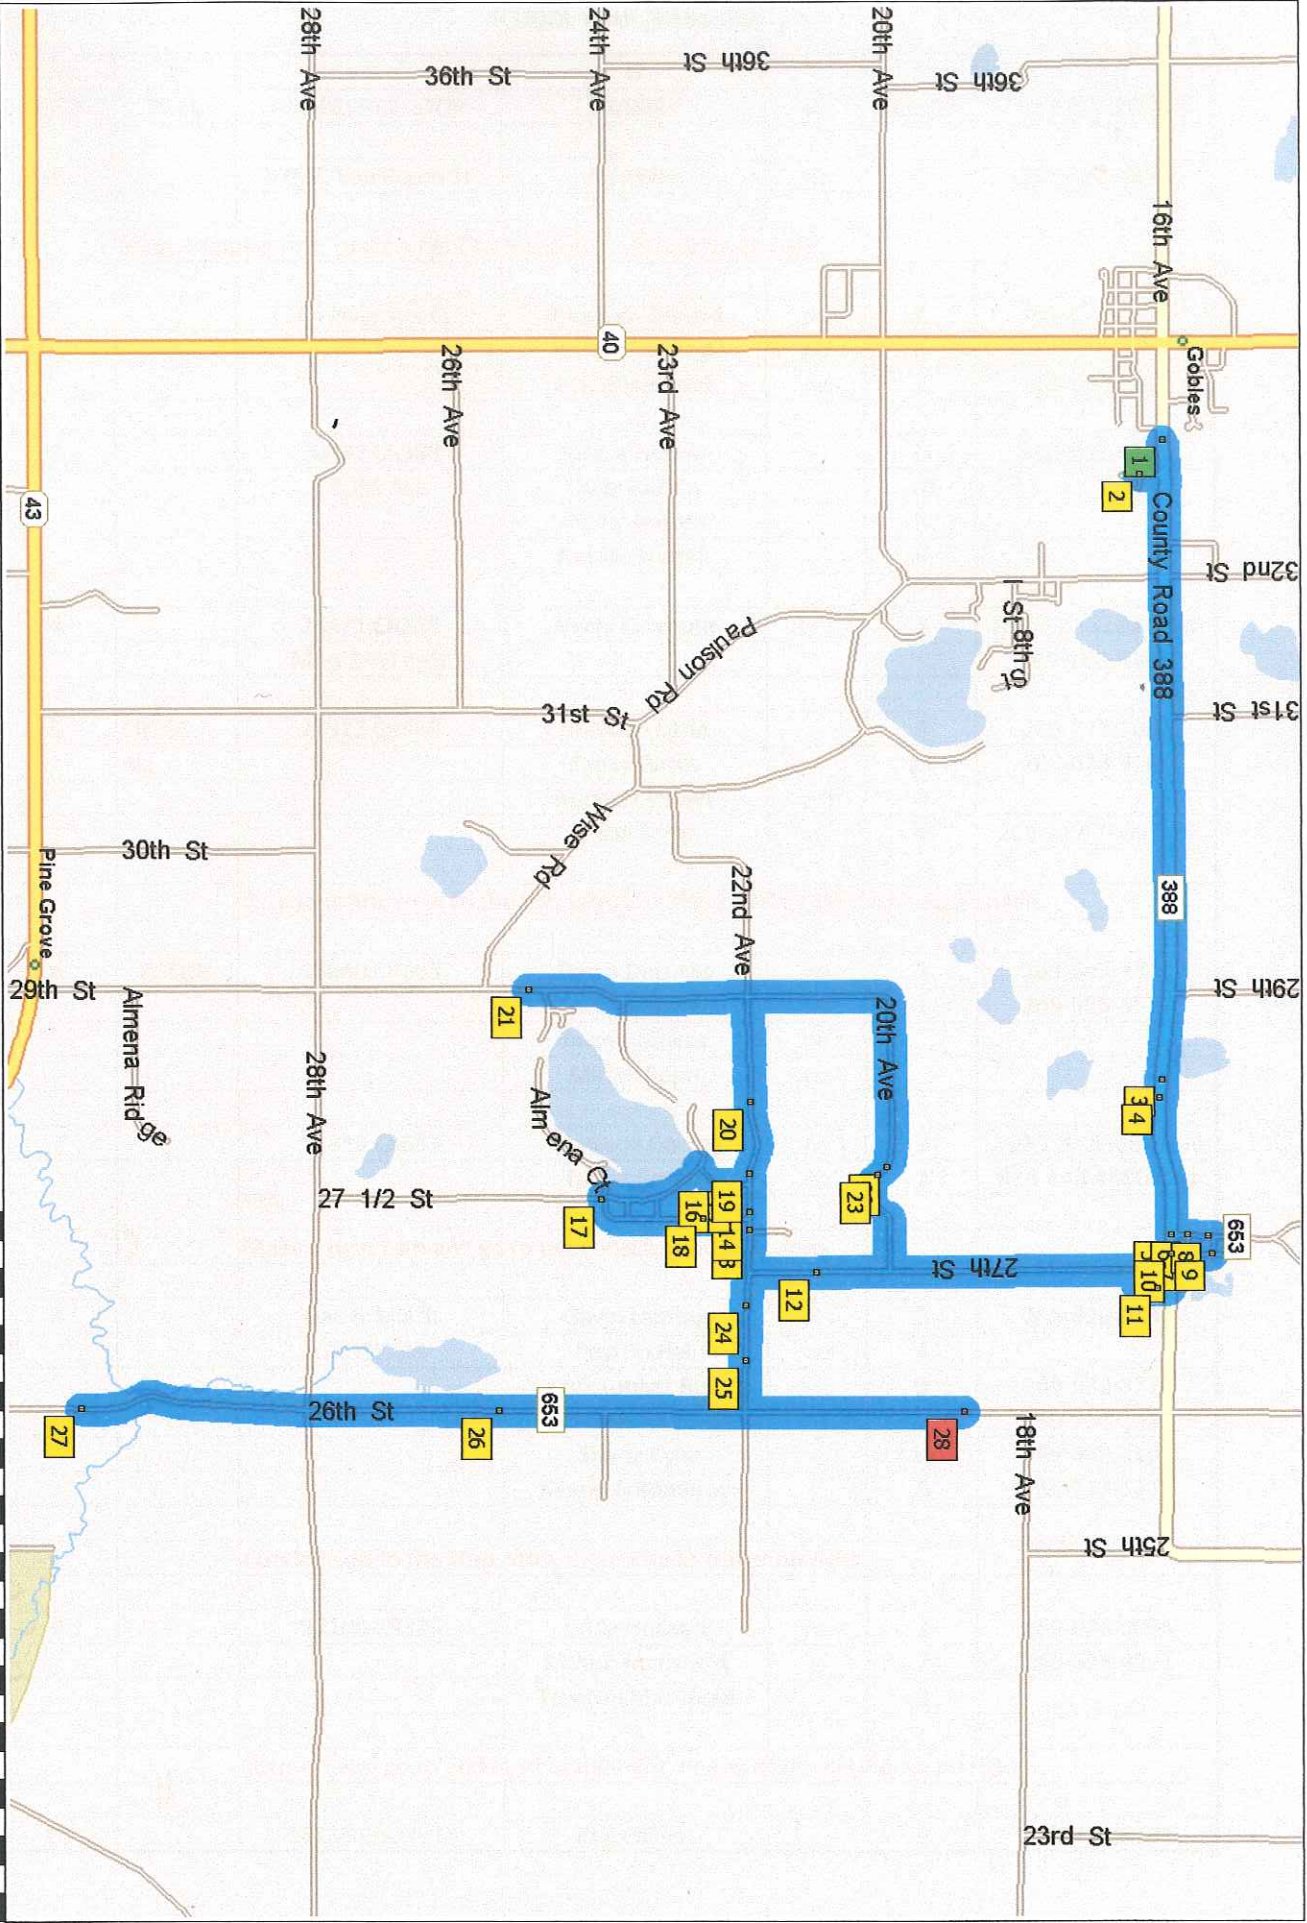 28th Ave
24th Ave
20th Ave
36th St
36th St
36th St
16th Ave
40
Gobles
26th Ave
23rd Ave
43
1
2
County Road 388
32nd St
I St
8th St
Paulson Rd
31st St
31st St
Wise Rd
30th St
Pine Grove
22nd Ave
388
29th St
29th St
Almena Ridge
21
20th Ave
28th Ave
Almena Ct
3
4
20
27 1/2 St
17
16
18
19
14
23
653
27th St
12
6
8
9
7
10
11
24
25
26th St
653
27
26
28
18th Ave
25th St
23rd St